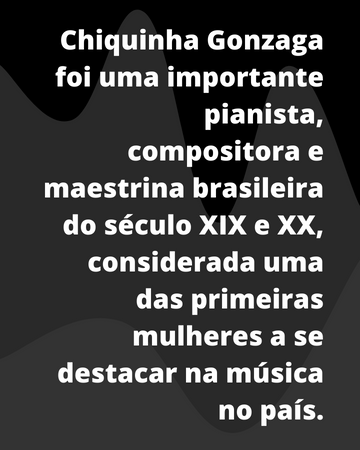 Chiquinha Gonzaga
foi uma importante
pianista,
compositora e
maestrina brasileira
do século XIX e XX,
considerada uma
das primeiras
mulheres a se
destacar na música
no país.